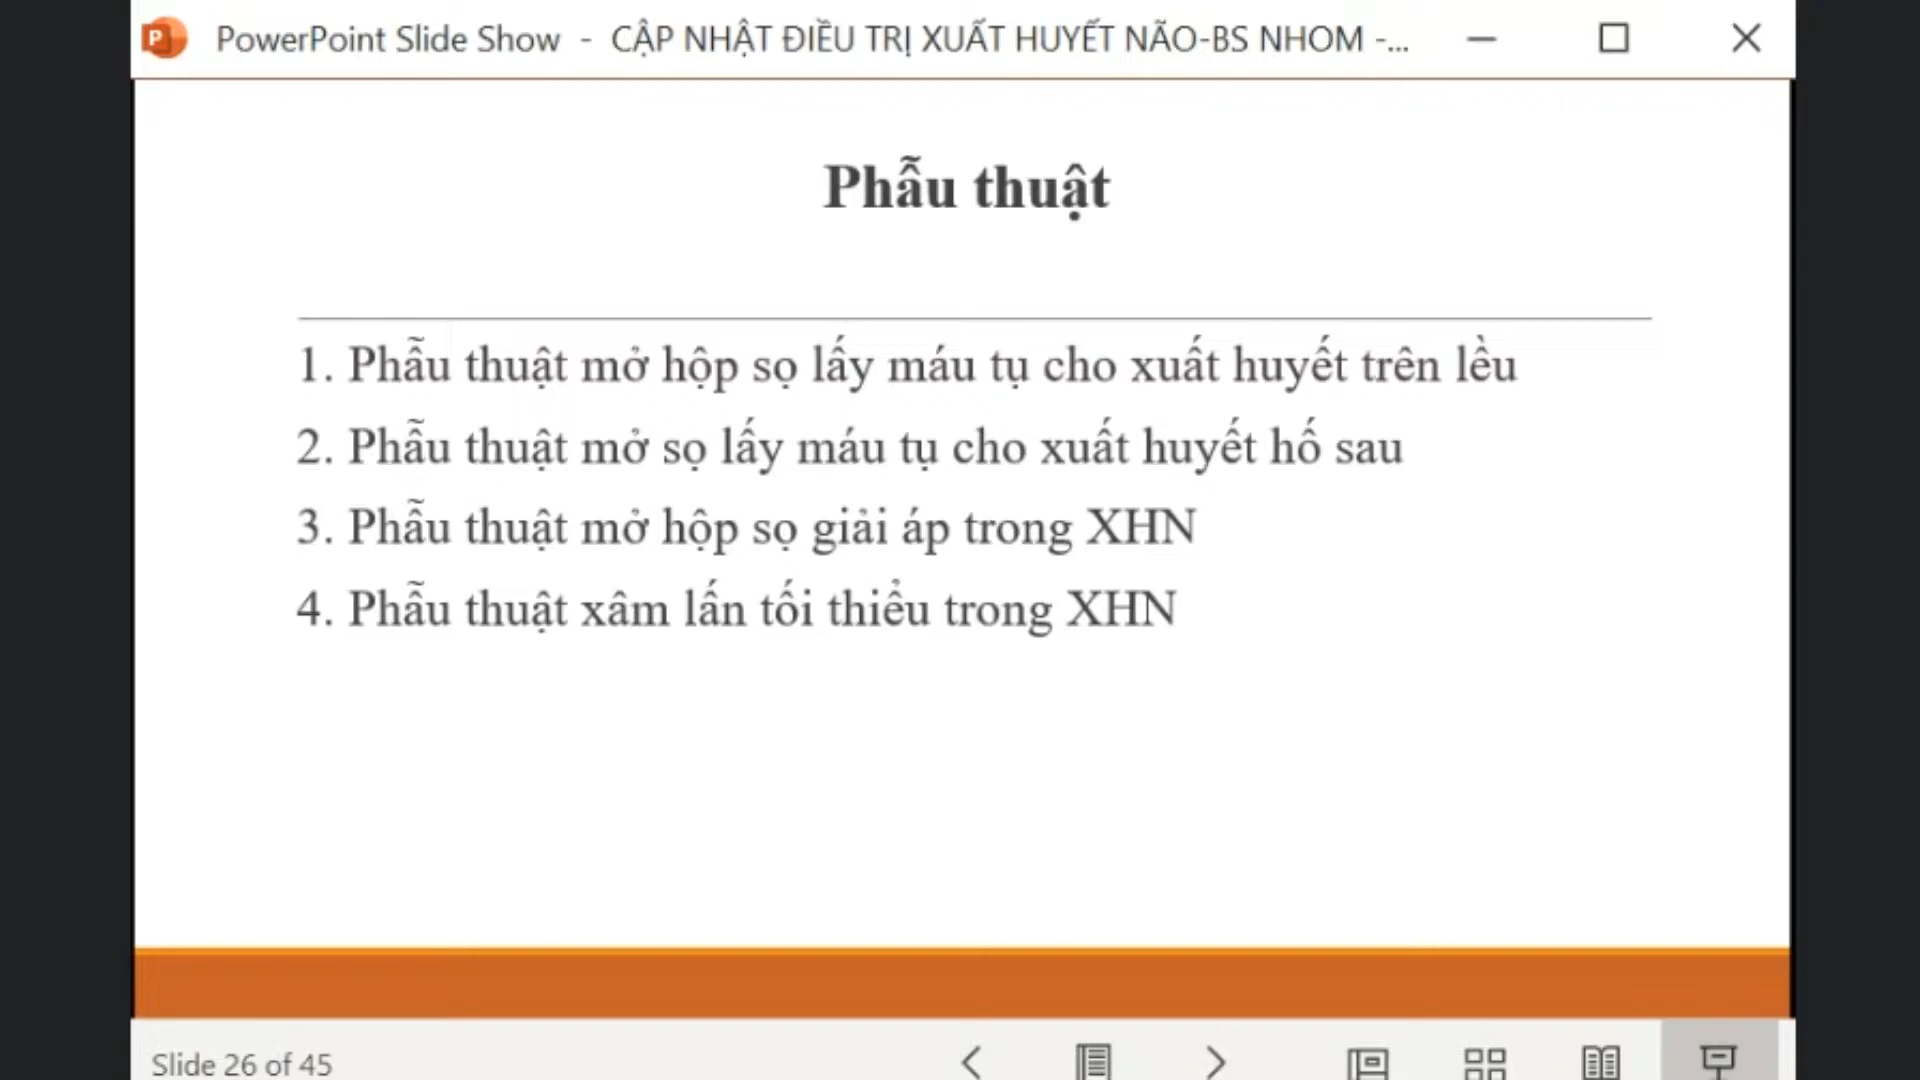 PowerPoint Slide Show - CẬP NHẬT ĐIỀU TRỊ XUẤT HUYẾT NÃO-BS NHOM -...
Phẫu thuật
1. Phẫu thuật mở hộp sọ lấy máu tụ cho xuất huyết trên lều
2. Phẫu thuật mở sọ lấy máu tụ cho xuất huyết hố sau
3. Phẫu thuật mở hộp sọ giải áp trong XHN
4. Phẫu thuật xâm lấn tối thiểu trong XHN
Slide 26 of 45